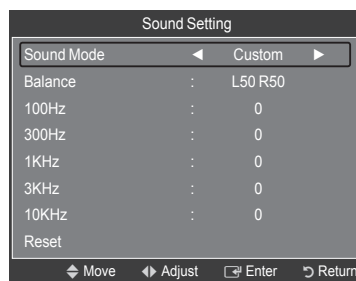 Sound Setting
Sound Mode ◀ Custom ▶
Balance : L50 R50
100Hz : 0
300Hz : 0
1KHz : 0
3KHz : 0
10KHz : 0
Reset
Move Adjust Enter Return